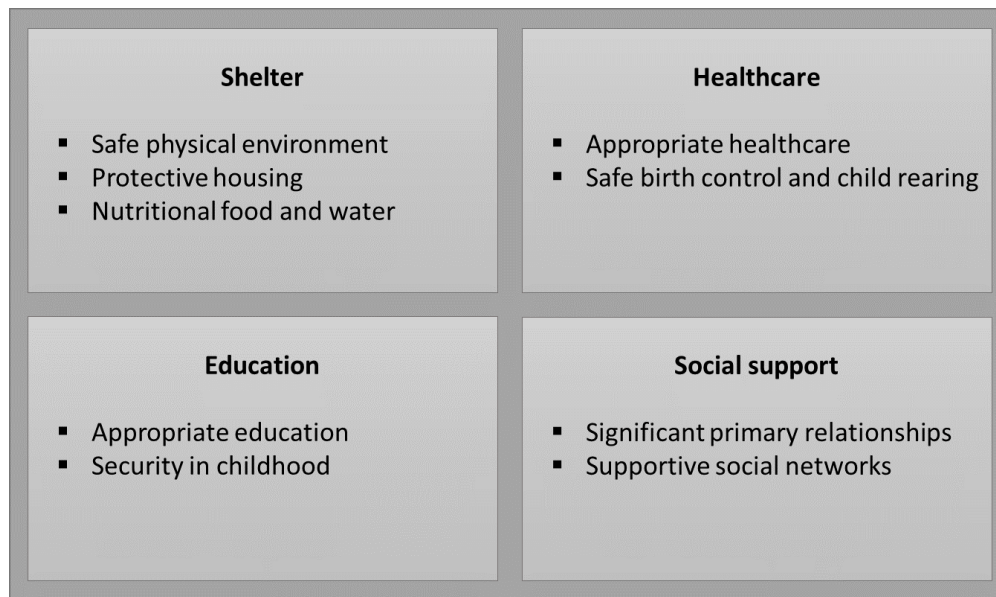 Shelter
▪ Safe physical environment
▪ Protective housing
▪ Nutritional food and water
Healthcare
▪ Appropriate healthcare
▪ Safe birth control and child rearing
Education
▪ Appropriate education
▪ Security in childhood
Social support
▪ Significant primary relationships
▪ Supportive social networks